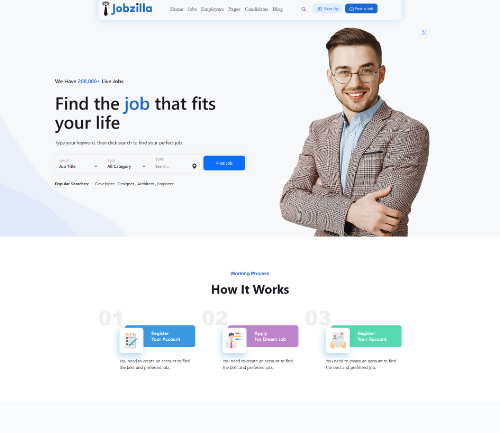 Jobzilla
Home Jobs Employers Pages Candidates Blog
Sign Up Post a Job
We Have 208,000+ Live Jobs
Find the job that fits
your life
Type your keyword, then click search to find your perfect job.
WHAT TYPE TYPE
Job Title All Category Search... Find Job
Popular Searches: Developer, Designer, Architect, Engineer
Working Process
How It Works
01 02 03
Register Apply Register
Your Account For Dream Job Your Account
You need to create an account to find You need to create an account to find You need to create an account to find
the best and preferred job. the best and preferred job. the best and preferred job.